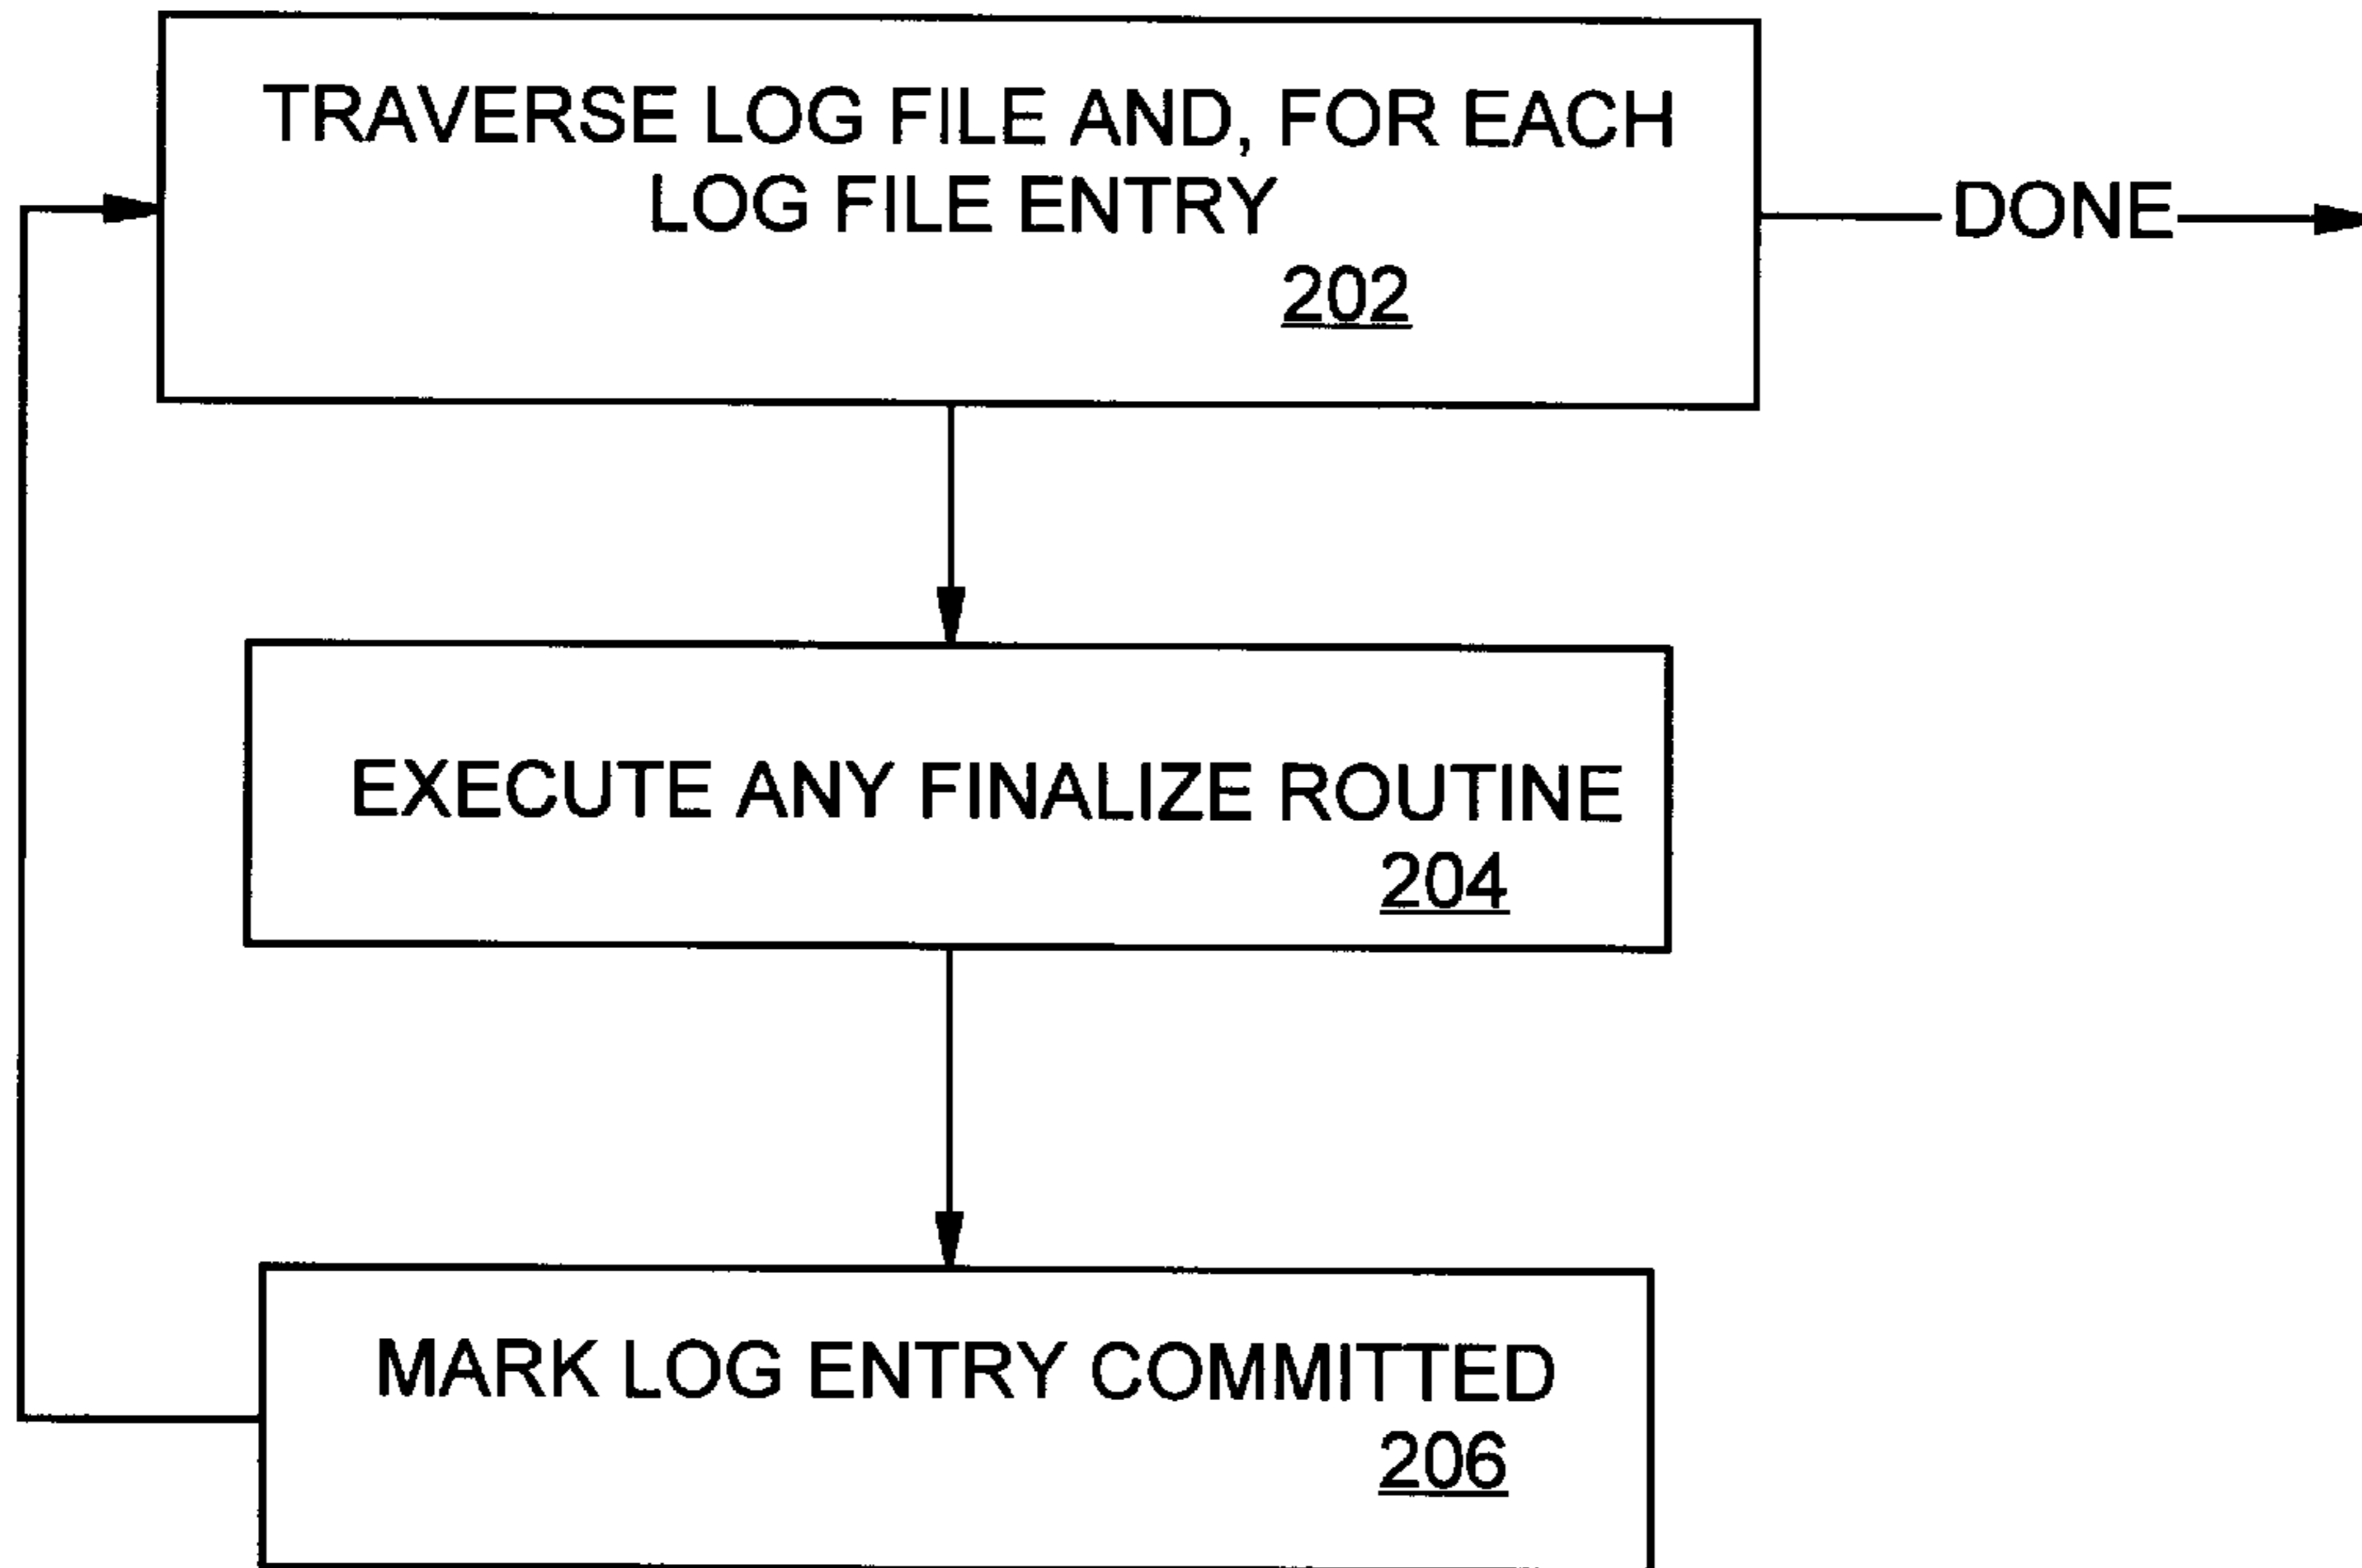 TRAVERSE LOG FILE AND, FOR EACH
LOG FILE ENTRY
202
DONE
EXECUTE ANY FINALIZE ROUTINE
204
MARK LOG ENTRY COMMITTED
206